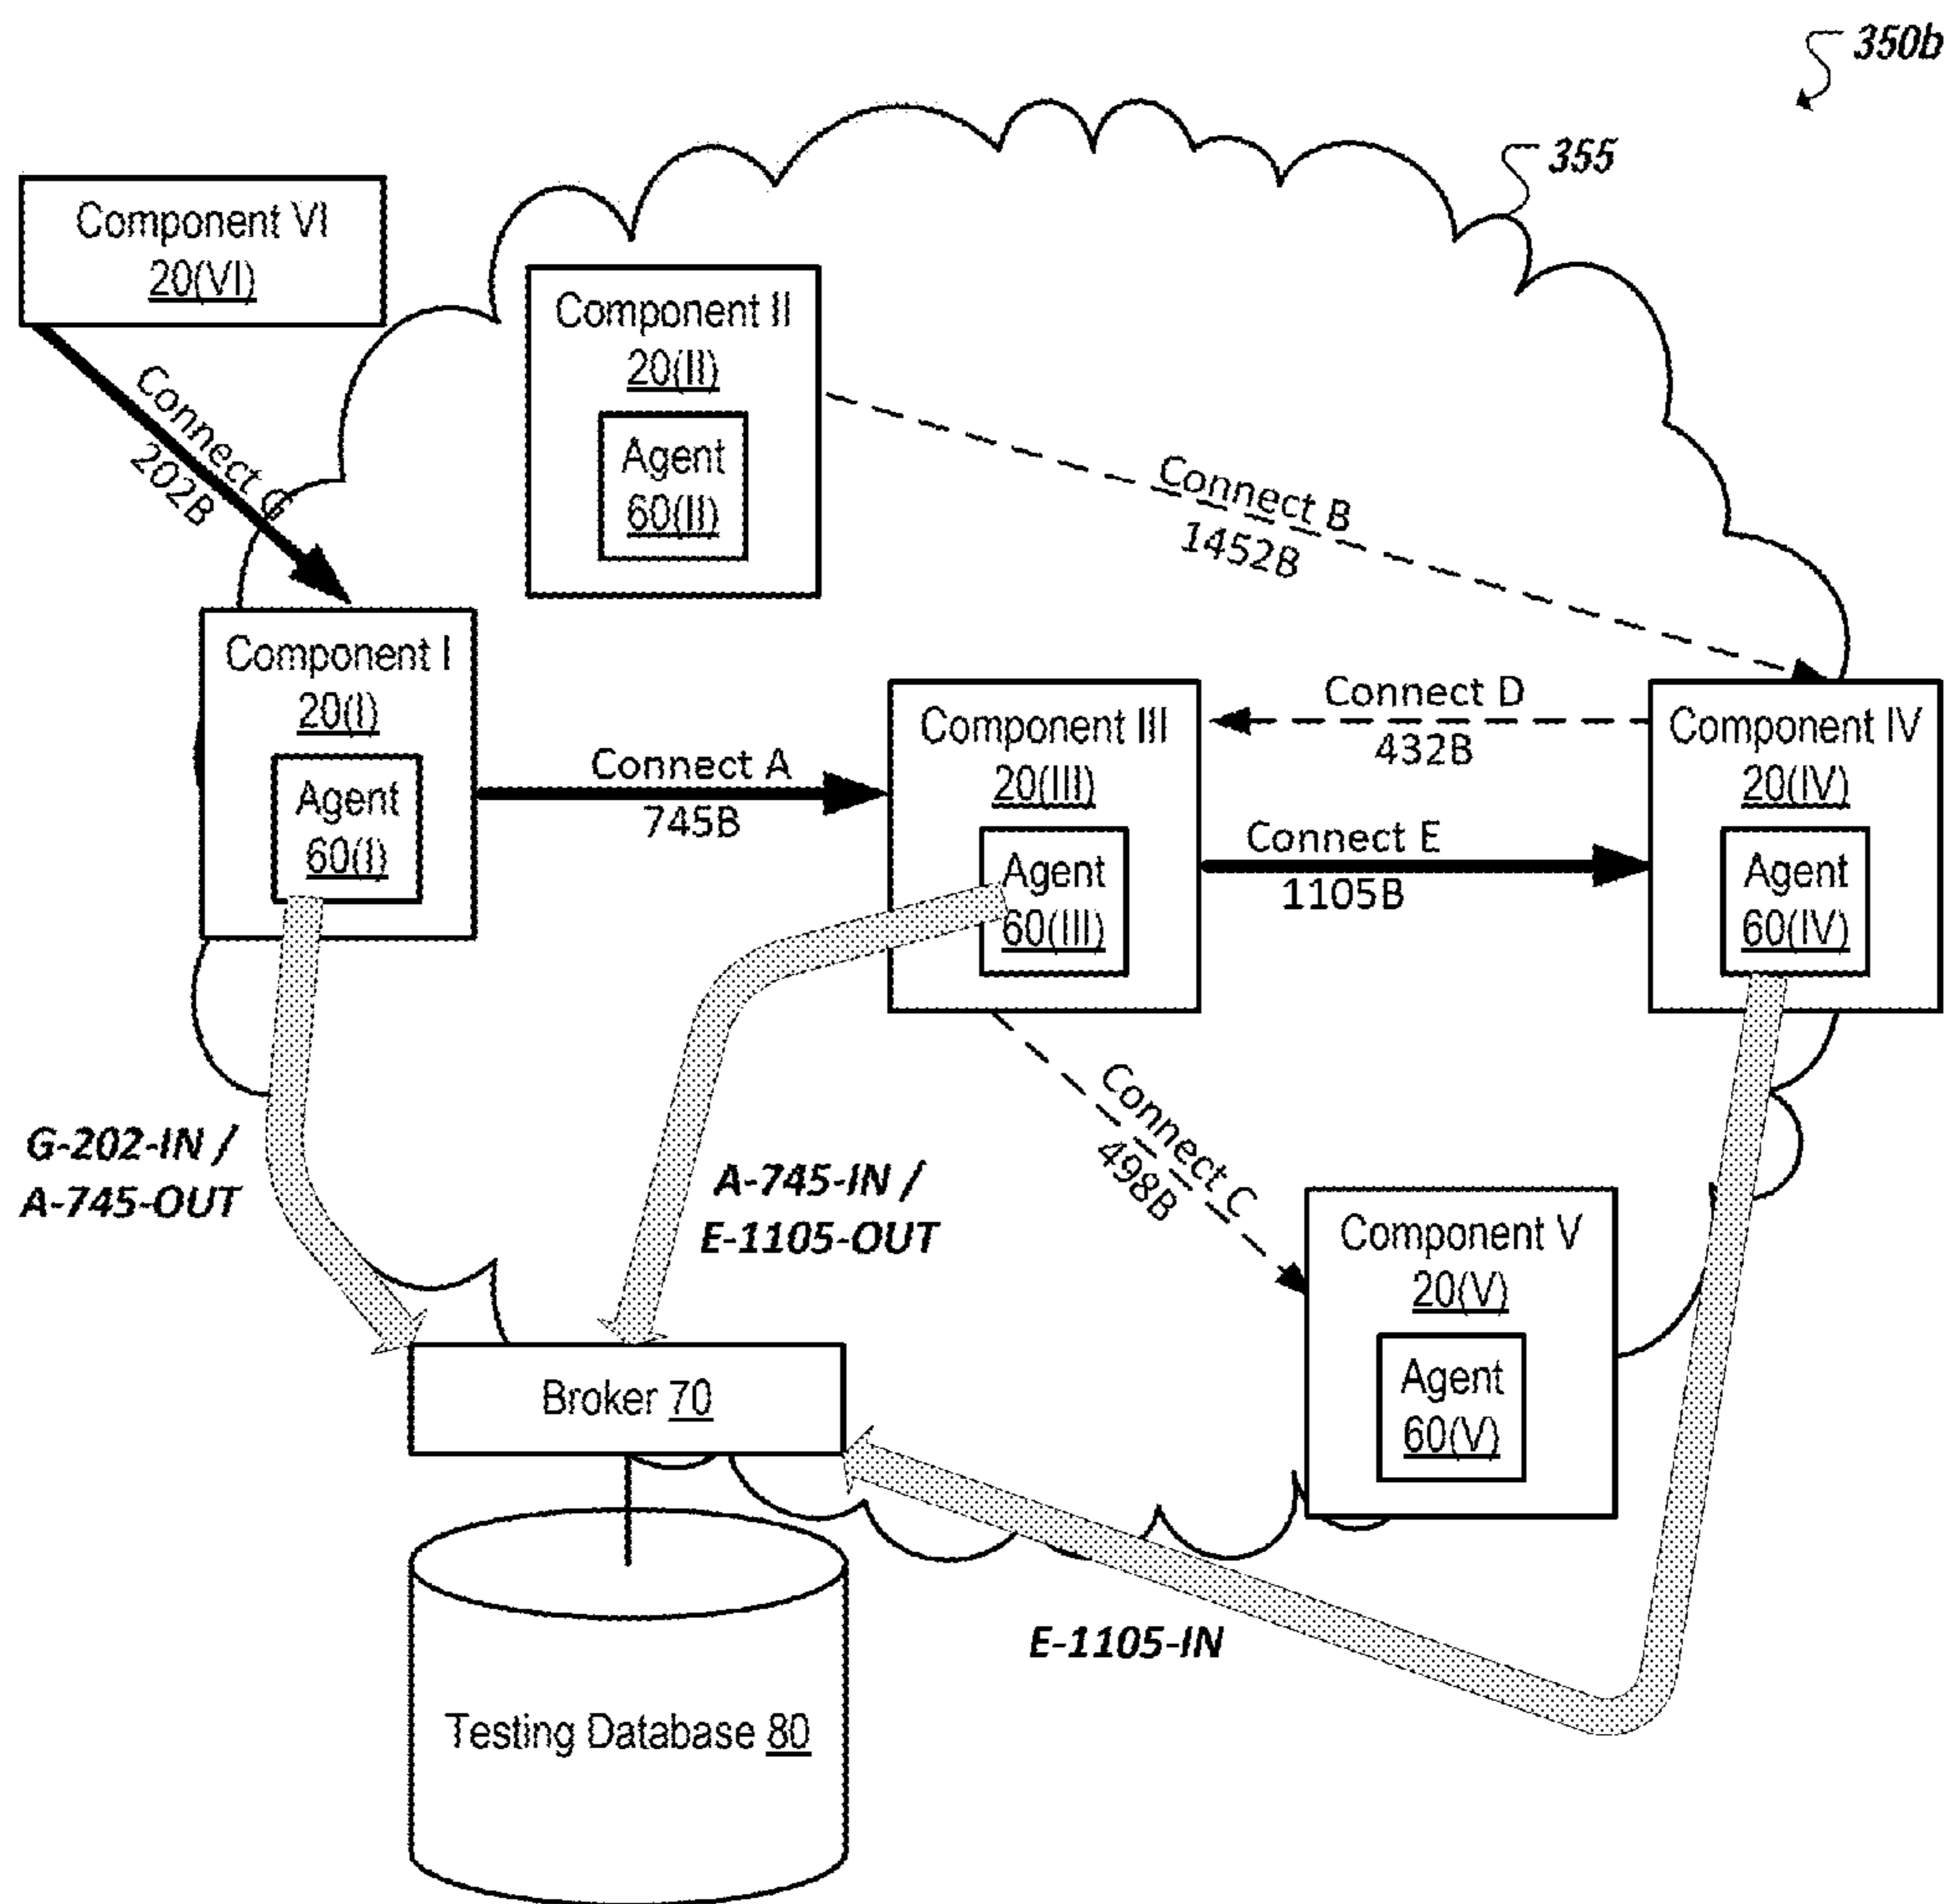 350b
355
Component VI
20(VI)
Connect G
202B
Component II
20(II)
Agent
60(II)
Connect B
1452B
Component I
20(I)
Agent
60(I)
Connect A
745B
Component III
20(III)
Agent
60(III)
Connect D
432B
Connect E
1105B
Component IV
20(IV)
Agent
60(IV)
G-202-IN /
A-745-OUT
A-745-IN /
E-1105-OUT
Connect C
498B
Component V
20(V)
Agent
60(V)
Broker 70
E-1105-IN
Testing Database 80